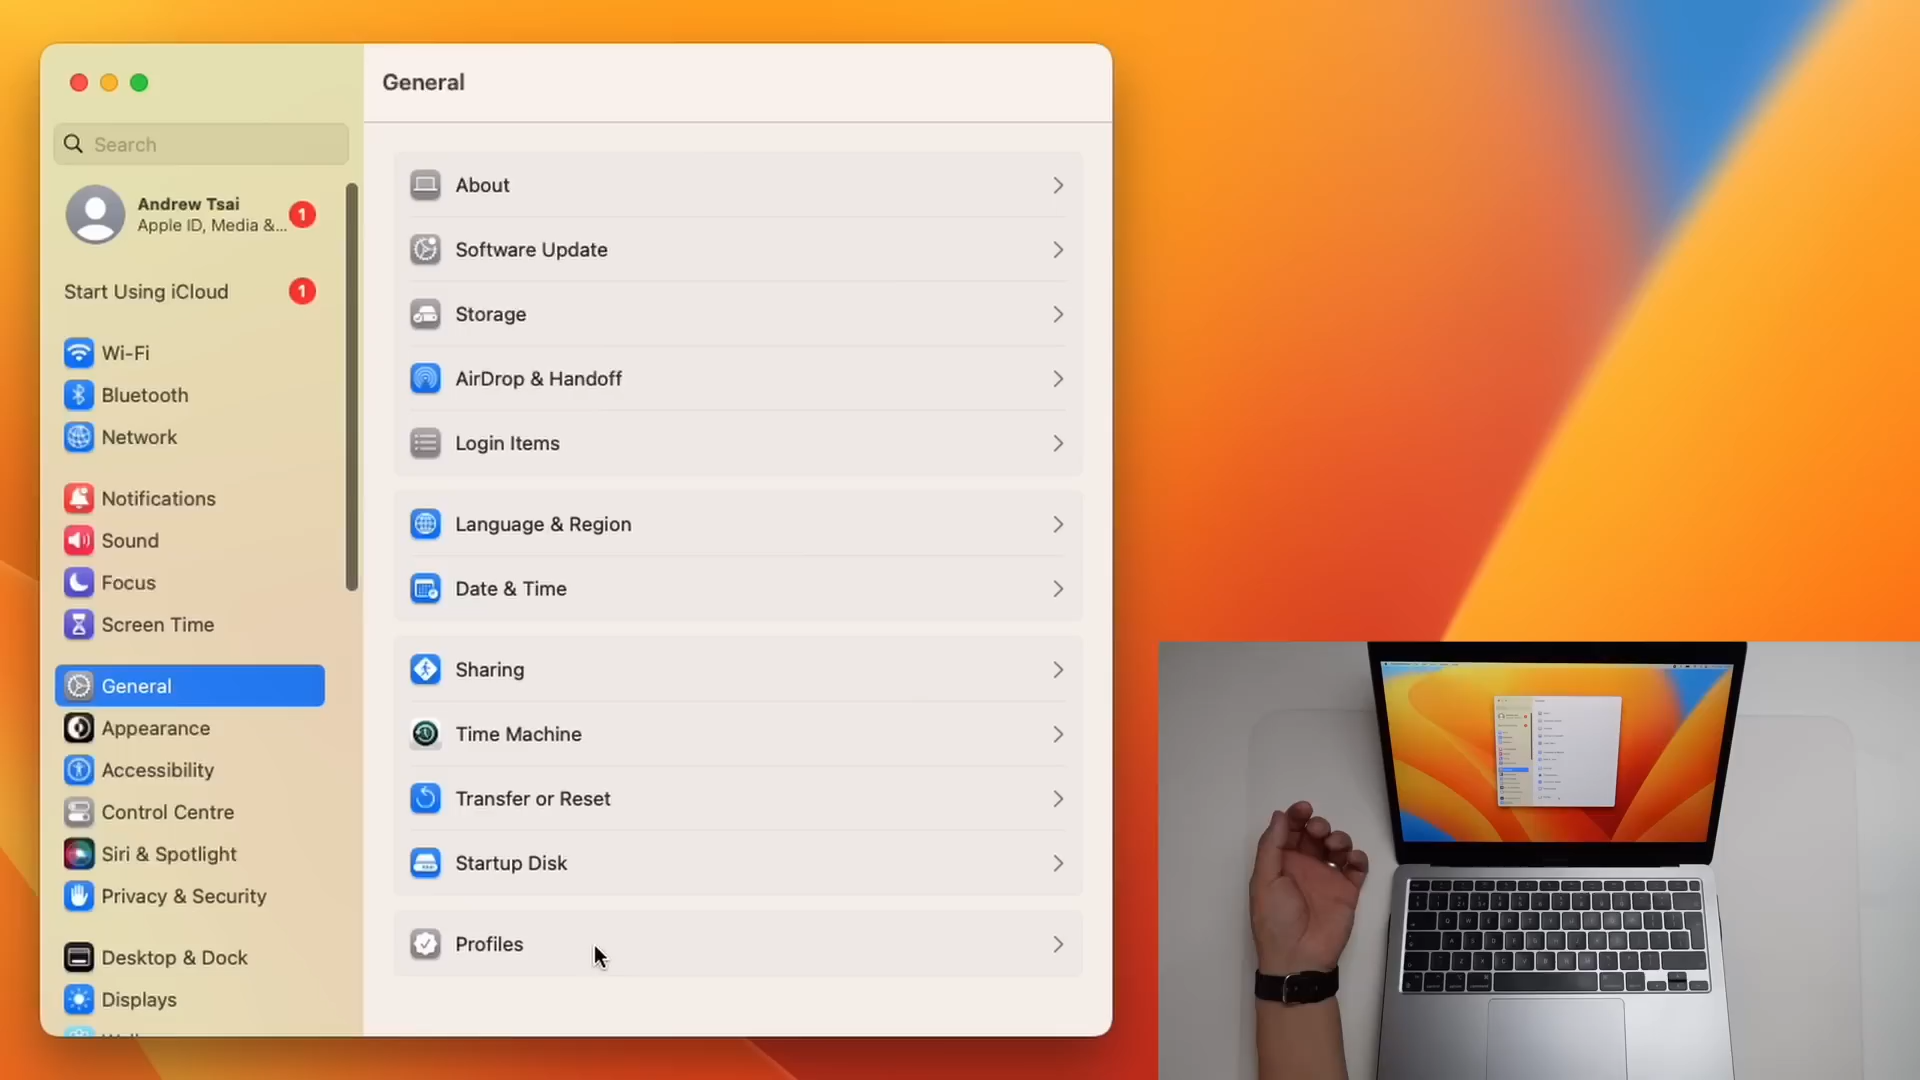 General
Search
Andrew Tsai
Apple ID, Media &...
1
Start Using iCloud
1
Wi-Fi
Bluetooth
Network
Notifications
Sound
Focus
Screen Time
General
Appearance
Accessibility
Control Centre
Siri & Spotlight
Privacy & Security
Desktop & Dock
Displays
About
Software Update
Storage
AirDrop & Handoff
Login Items
Language & Region
Date & Time
Sharing
Time Machine
Transfer or Reset
Startup Disk
Profiles